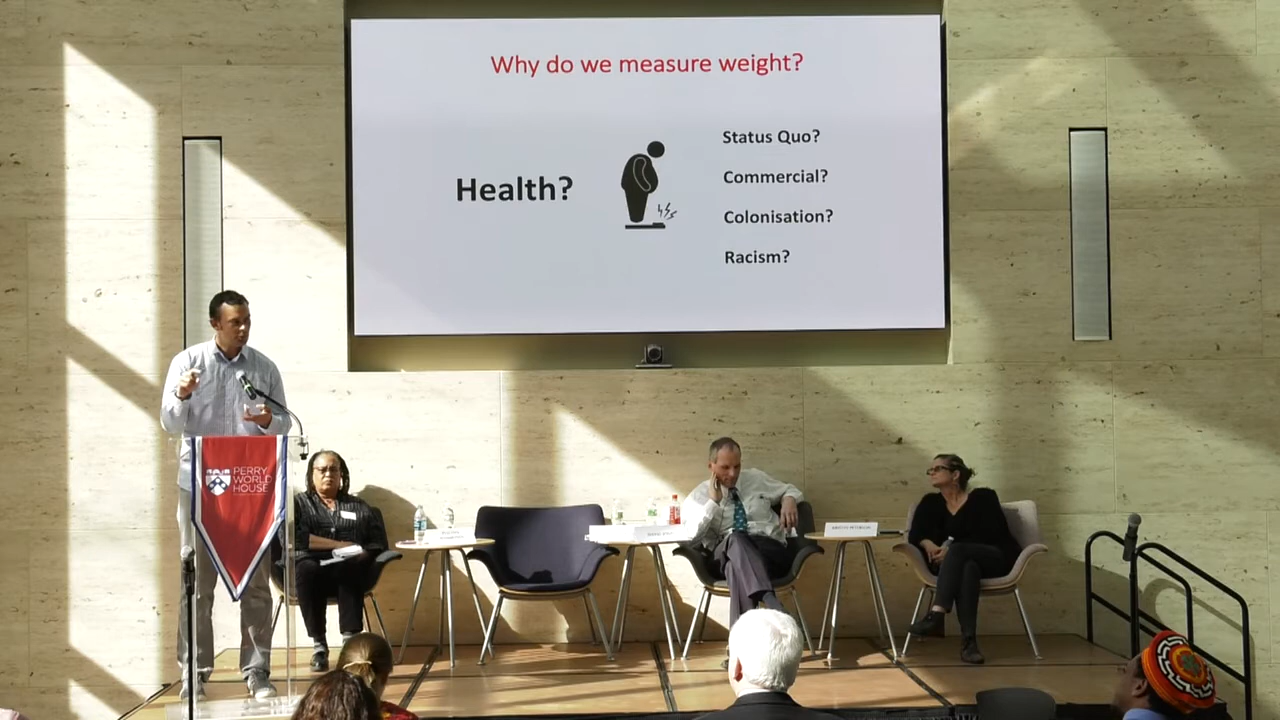 Why do we measure weight?
Health?
Status Quo?
Commercial?
Colonisation?
Racism?
PERRY
WORLD
HOUSE